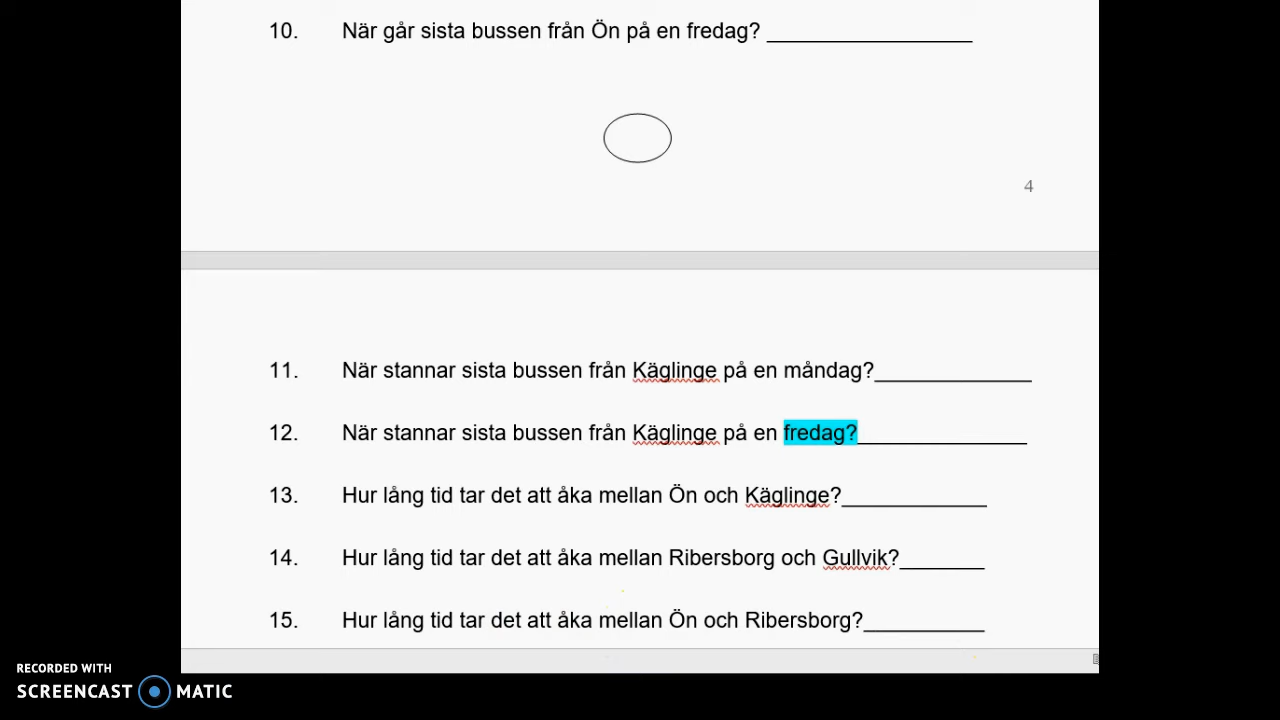 10. När går sista bussen från Ön på en fredag? ___________________
4
11. När stannar sista bussen från Käglinge på en måndag?______________
12. När stannar sista bussen från Käglinge på en fredag?_______________
13. Hur lång tid tar det att åka mellan Ön och Käglinge?_____________
14. Hur lång tid tar det att åka mellan Ribersborg och Gullvik?_______
15. Hur lång tid tar det att åka mellan Ön och Ribersborg?___________
RECORDED WITH
SCREENCAST MATIC